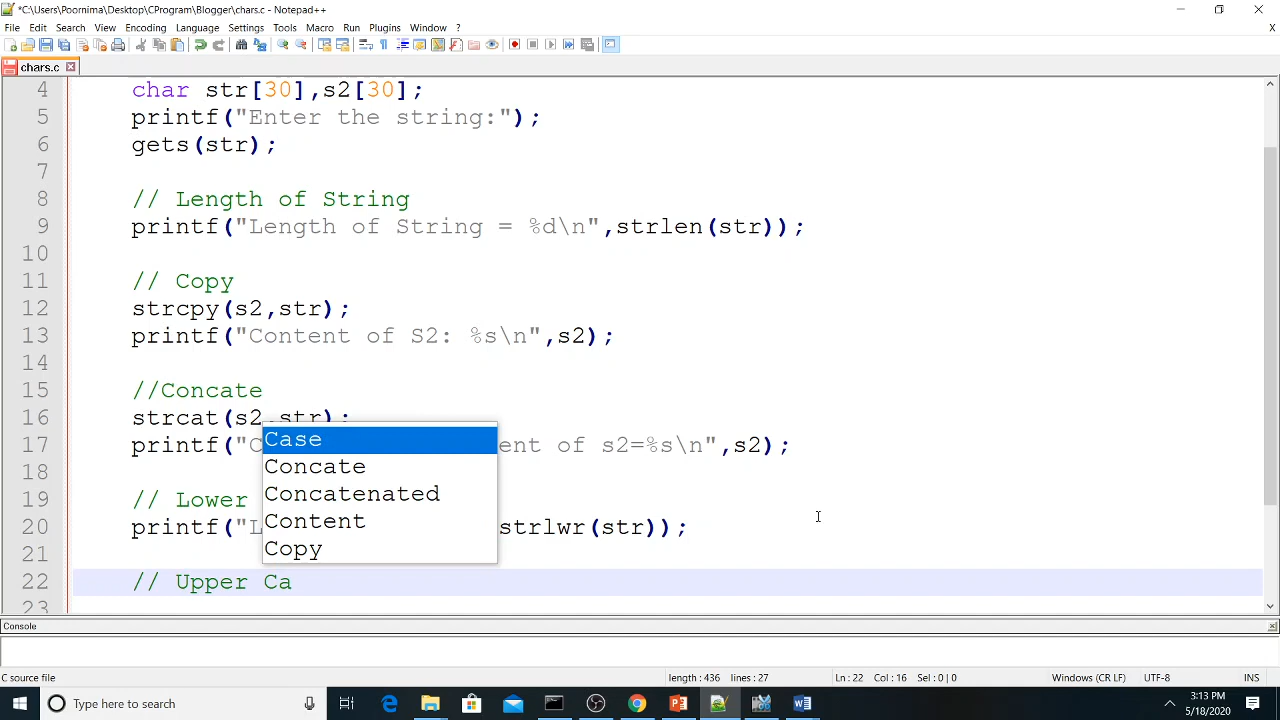 *C:\Users\Poornima\Desktop\CProgram\Blogger\chars.c - Notepad++
File Edit Search View Encoding Language Settings Tools Macro Run Plugins Window ?
X
chars.c
4 char str[30],s2[30];
5 printf("Enter the string:");
6 gets(str);
7
8 // Length of String
9 printf("Length of String = %d\n",strlen(str));
10
11 // Copy
12 strcpy(s2,str);
13 printf("Content of S2: %s\n",s2);
14
15 //Concate
16 strcat(s2,str);
17 printf("C ent of s2=%s\n",s2);
18
19 // Lower
20 printf("L strlwr(str));
21
22 // Upper Ca
23
Case
Concate
Concatenated
Content
Copy
Console
C source file length : 436 lines : 27 Ln : 22 Col : 16 Sel : 0 | 0 Windows (CR LF) UTF-8 INS
Type here to search
3:13 PM
5/18/2020